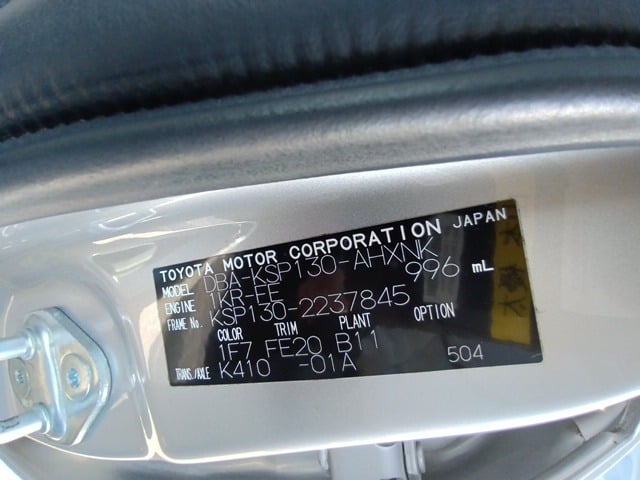 TOYOTA MOTOR CORPORATION JAPAN
MODEL DBA-KSP130-AHXNK
ENGINE 1KR-FE 996 mL
FRAME No. KSP130-2237845
COLOR TRIM PLANT OPTION
1F7 FE20 B11
TRANS./AXLE K410 -01A 504